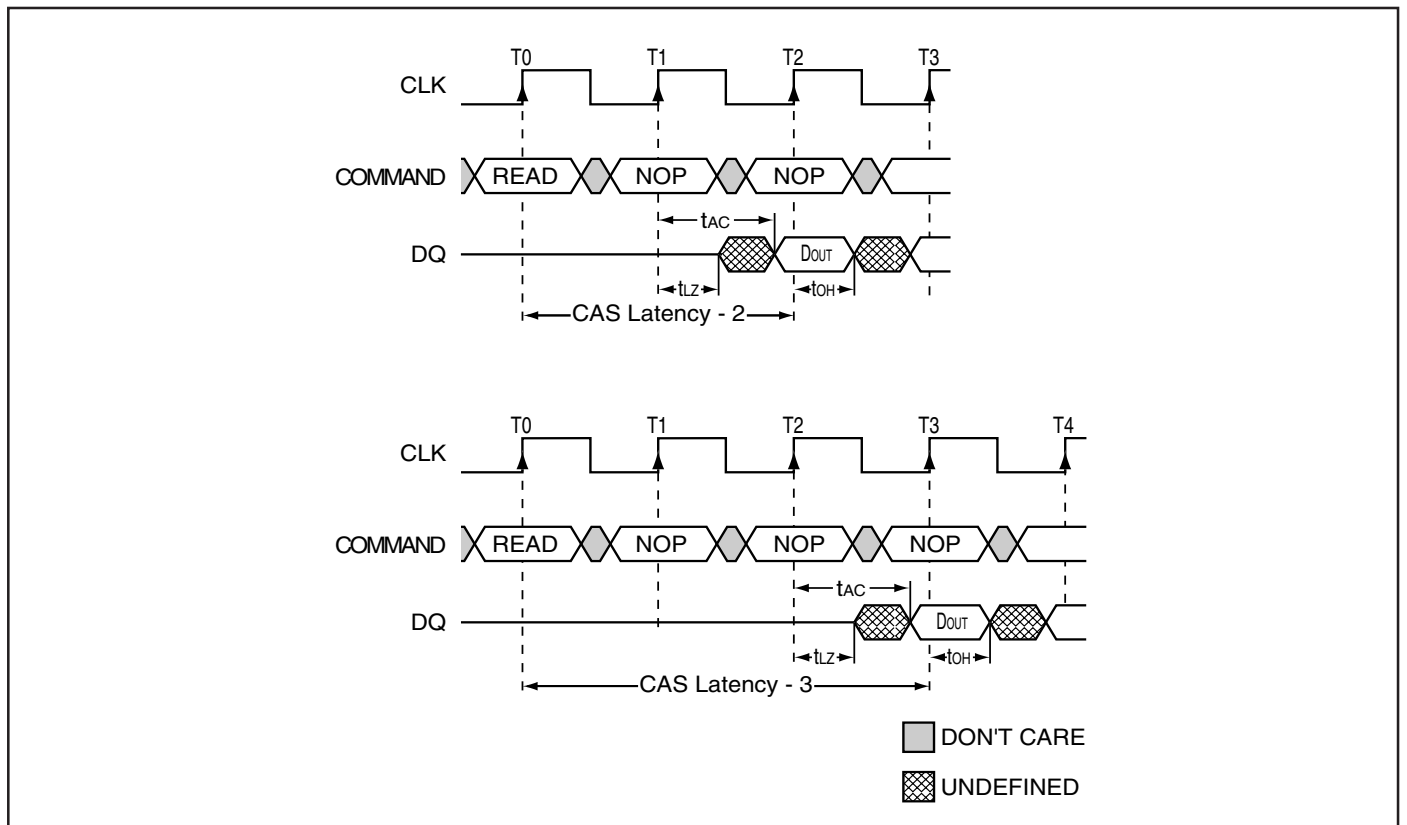 T0 T1 T2 T3
CLK
COMMAND READ NOP NOP
tAC
DQ DOUT
tLZ tOH
CAS Latency - 2
T0 T1 T2 T3 T4
CLK
COMMAND READ NOP NOP NOP
tAC
DQ DOUT
tLZ tOH
CAS Latency - 3
DON'T CARE
UNDEFINED